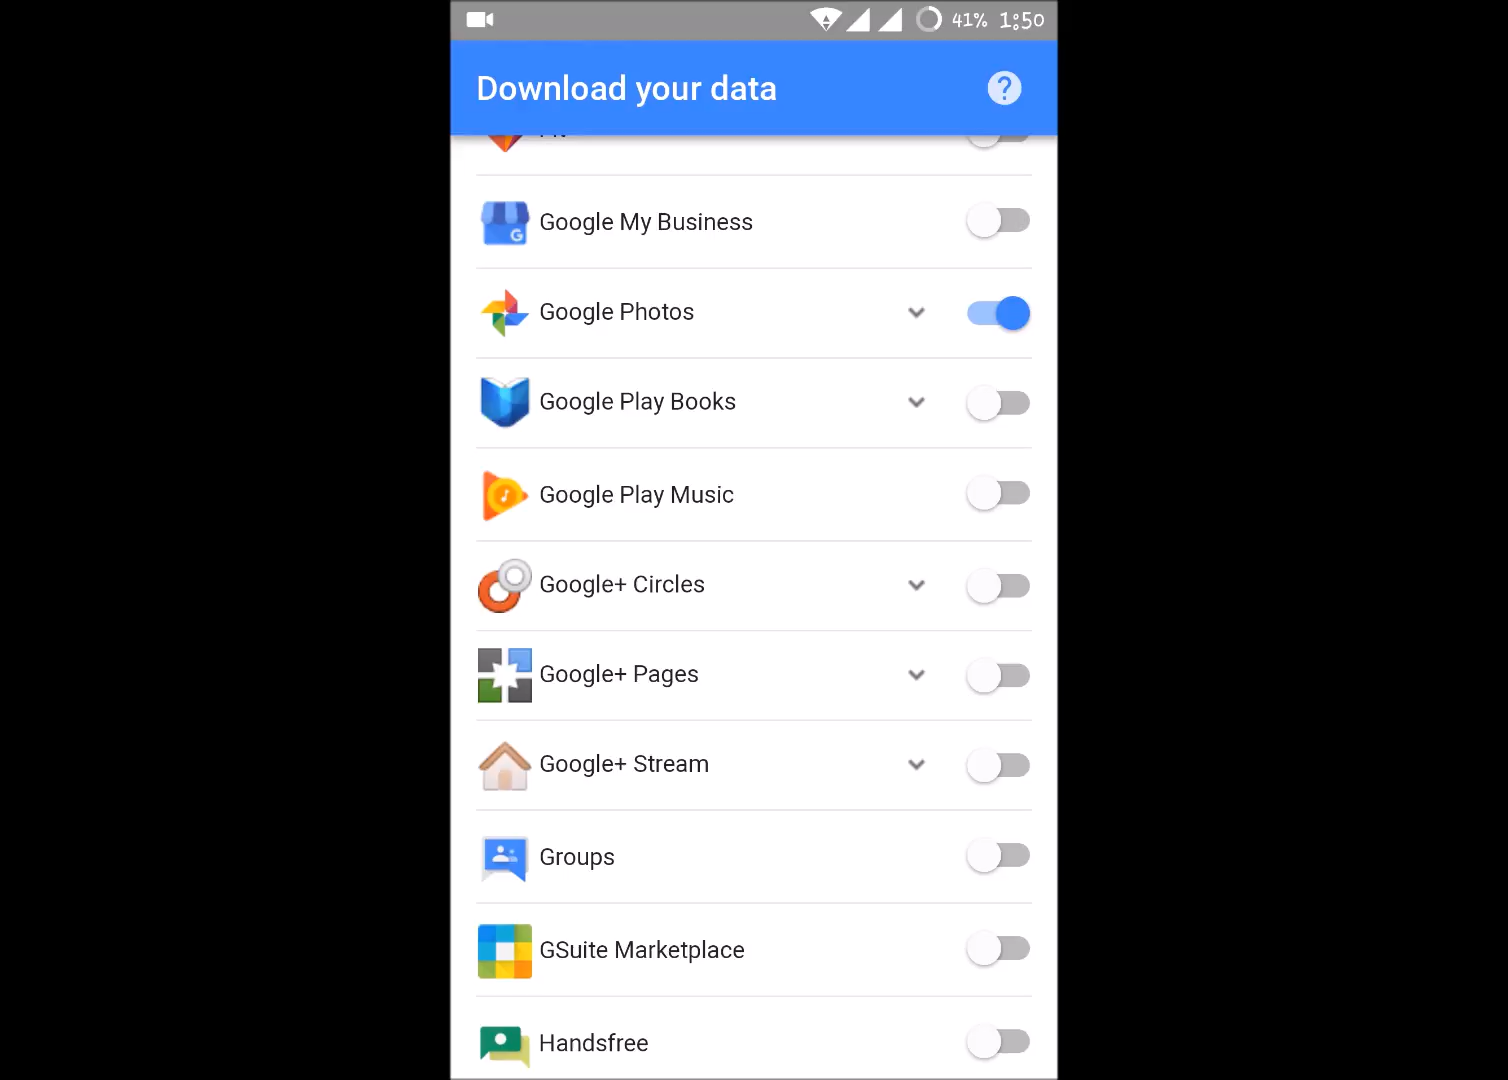 41% 1:50
Download your data
Google My Business
Google Photos
Google Play Books
Google Play Music
Google+ Circles
Google+ Pages
Google+ Stream
Groups
GSuite Marketplace
Handsfree